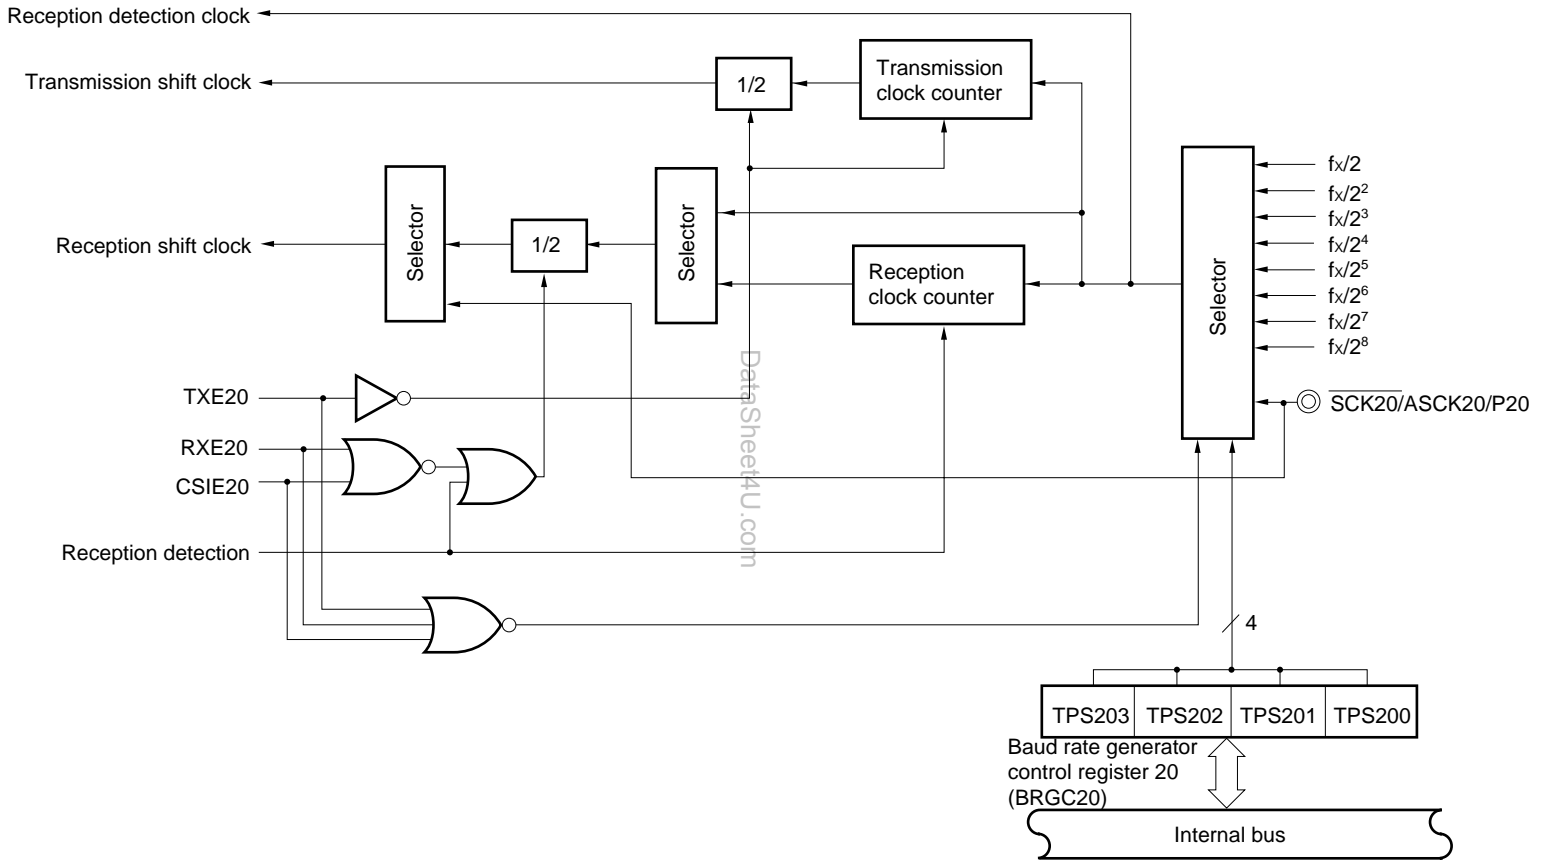 Reception detection clock
Transmission shift clock
1/2
Transmission
clock counter
Reception shift clock
Selector
1/2
Selector
Reception
clock counter
Selector
fX/2
fX/2²
fX/2³
fX/2⁴
fX/2⁵
fX/2⁶
fX/2⁷
fX/2⁸
SCK20/ASCK20/P20
TXE20
RXE20
CSIE20
Reception detection
DataSheet4U.com
4
TPS203 TPS202 TPS201 TPS200
Baud rate generator
control register 20
(BRGC20)
Internal bus